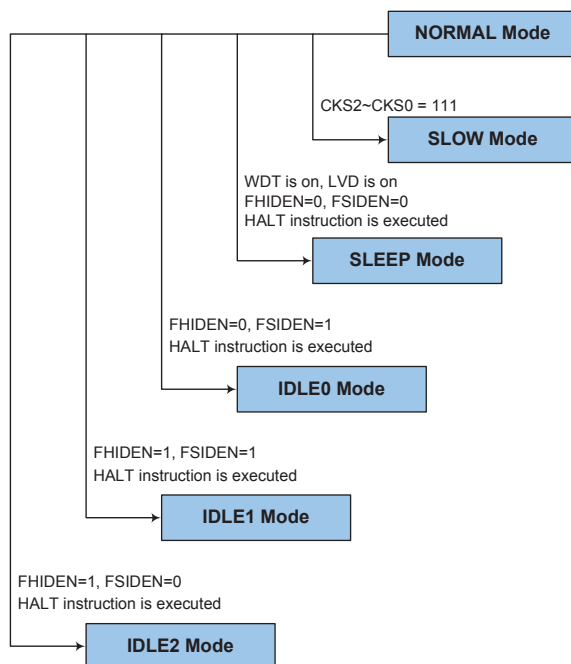 NORMAL Mode
CKS2~CKS0 = 111
SLOW Mode
WDT is on, LVD is on
FHIDEN=0, FSIDEN=0
HALT instruction is executed
SLEEP Mode
FHIDEN=0, FSIDEN=1
HALT instruction is executed
IDLE0 Mode
FHIDEN=1, FSIDEN=1
HALT instruction is executed
IDLE1 Mode
FHIDEN=1, FSIDEN=0
HALT instruction is executed
IDLE2 Mode